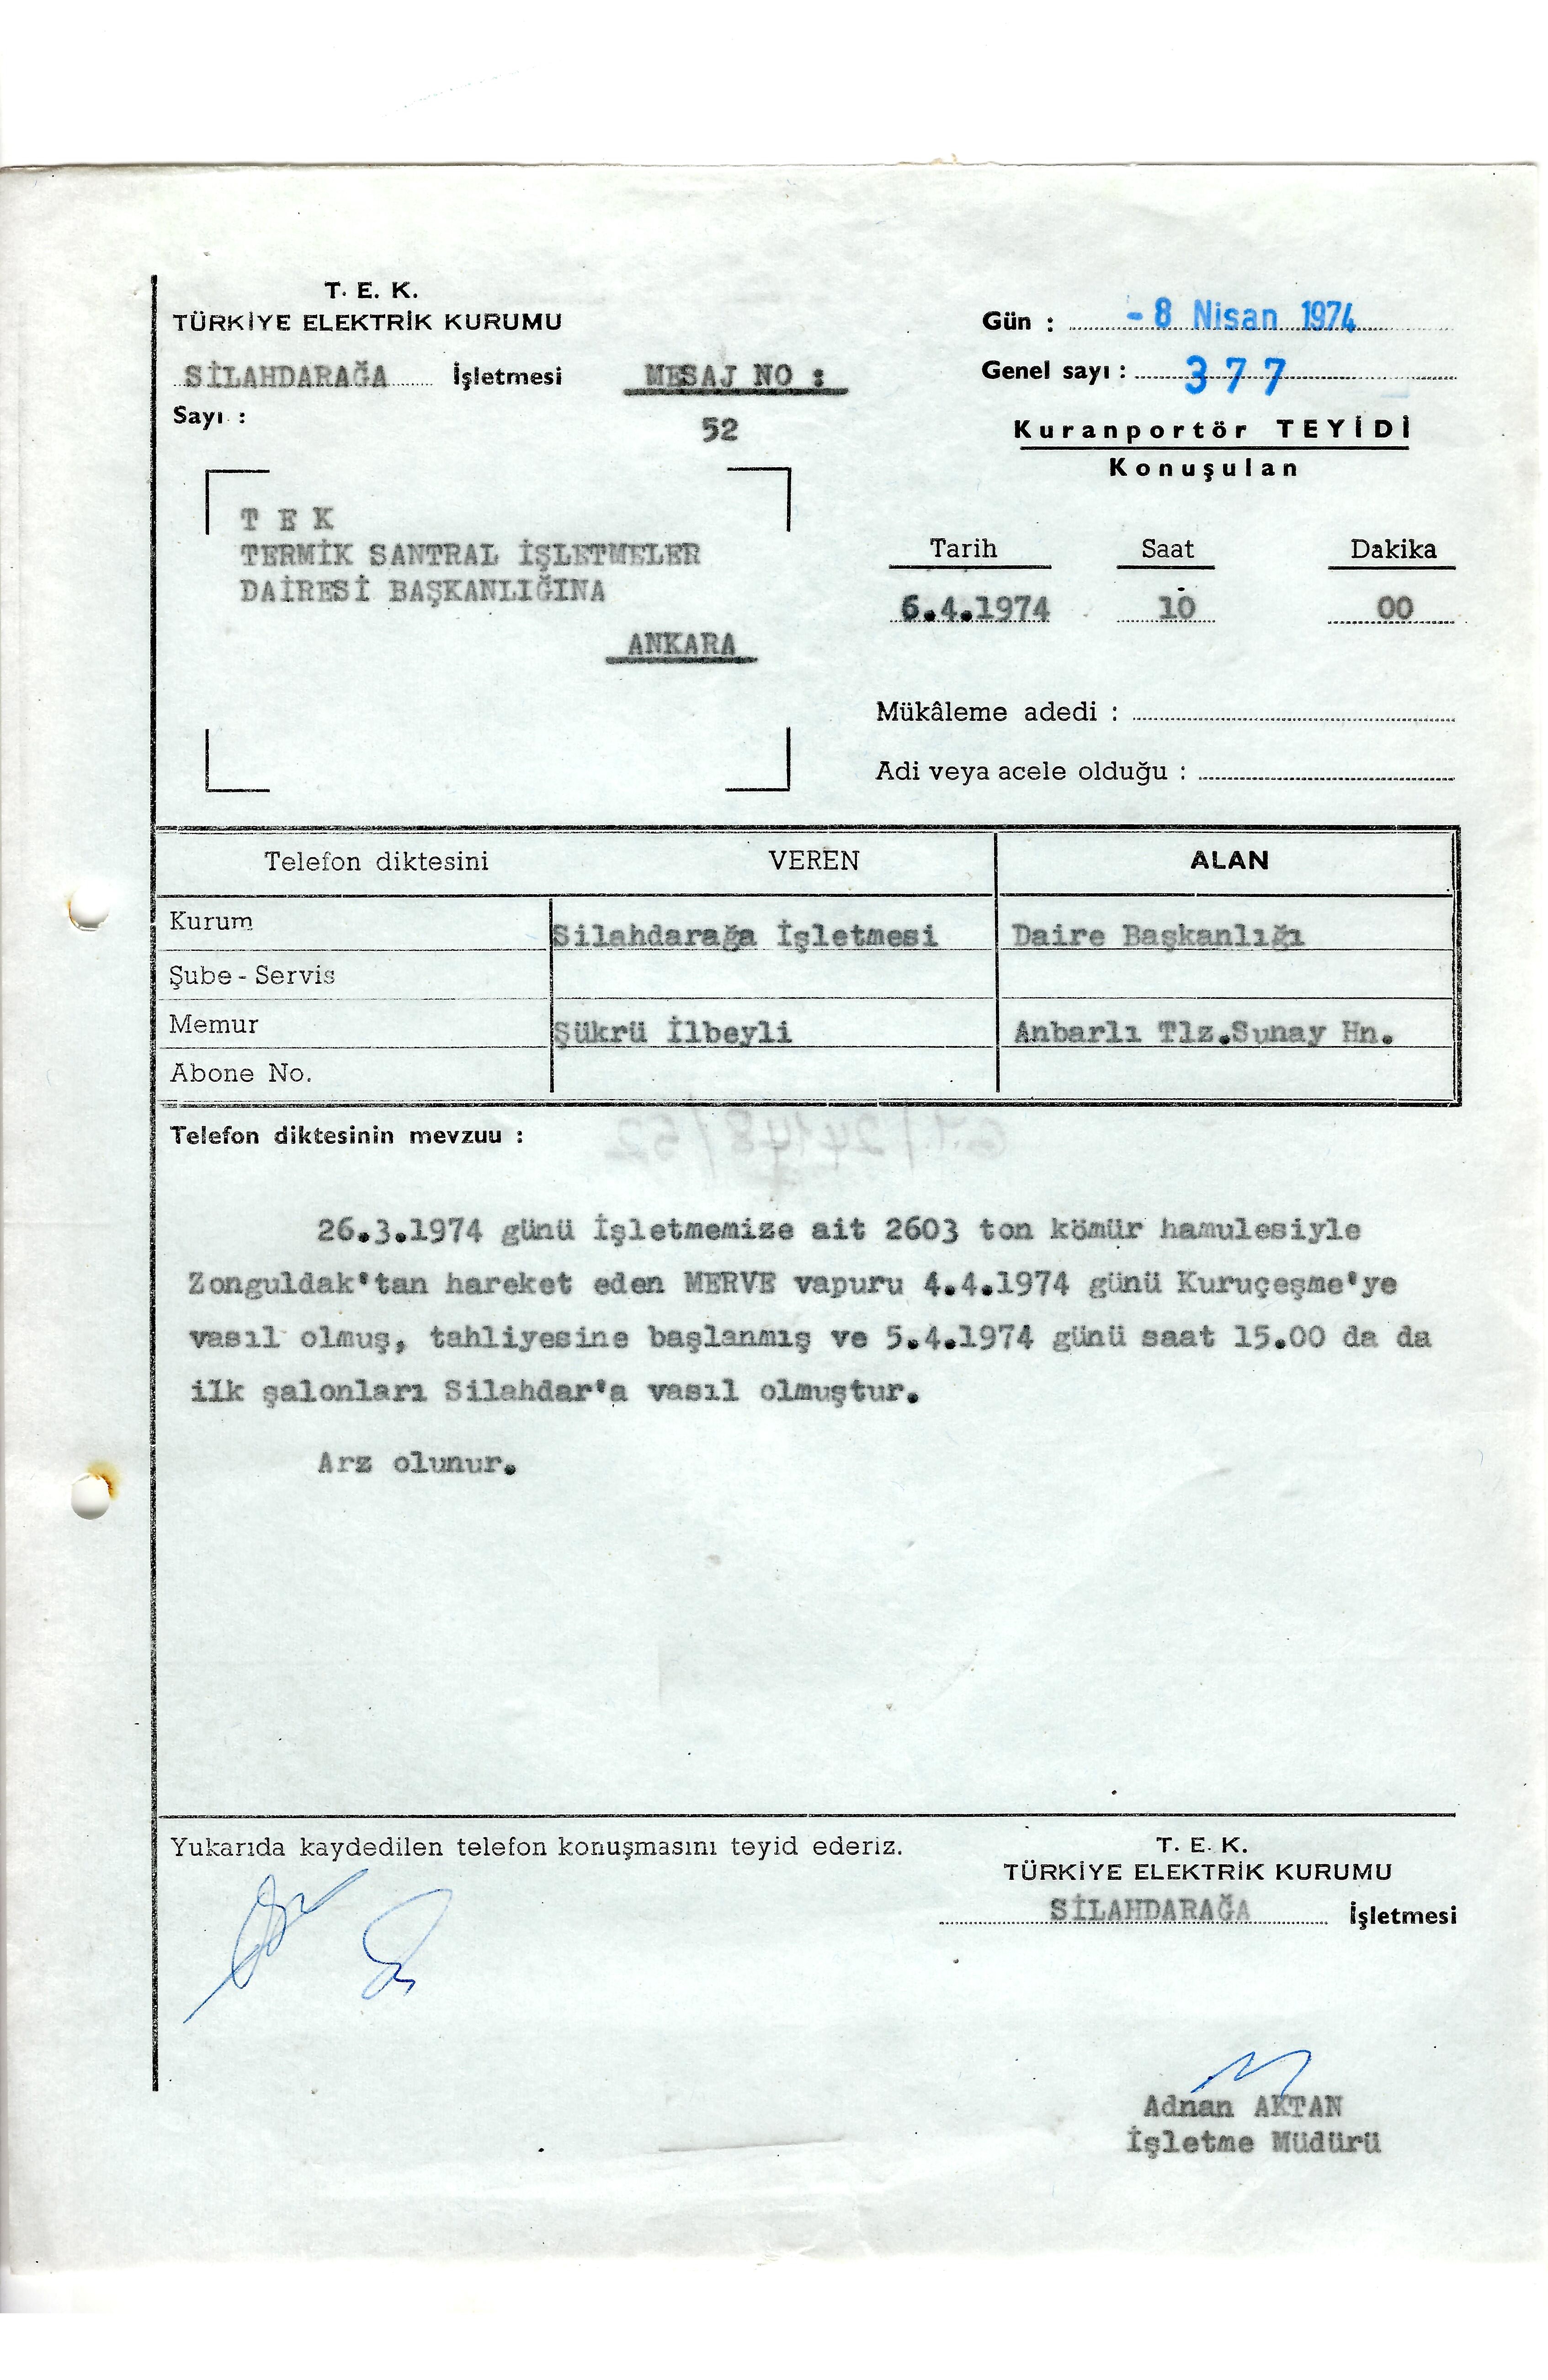 T. E. K.
TÜRKİYE ELEKTRİK KURUMU
SİLAHDARAĞA İşletmesi
Sayı :
MESAJ NO :
52
Gün : - 8 Nisan 1974
Genel sayı : 377
Kuranportör TEYİDİ
Konuşulan
T E K
TERMİK SANTRAL İŞLETMELER
DAİRESİ BAŞKANLIĞINA
ANKARA
Tarih Saat Dakika
6.4.1974 10 00
Mükâleme adedi :
Adi veya acele olduğu :
Telefon diktesini VEREN ALAN
Kurum Silahdarağa İşletmesi Daire Başkanlığı
Şube - Servis
Memur Şükrü İlbeyli Anbarlı Tlz.Sunay Hn.
Abone No.
Telefon diktesinin mevzuu :
26.3.1974 günü İşletmemize ait 2603 ton kömür hamulesiyle
Zonguldak'tan hareket eden MERVE vapuru 4.4.1974 günü Kuruçeşme'ye
vasıl olmuş, tahliyesine başlanmış ve 5.4.1974 günü saat 15.00 da da
ilk şalonları Silahdar'a vasıl olmuştur.
Arz olunur.
Yukarıda kaydedilen telefon konuşmasını teyid ederiz.
T. E. K.
TÜRKİYE ELEKTRİK KURUMU
SİLAHDARAĞA İşletmesi
Adnan AKTAN
İşletme Müdürü